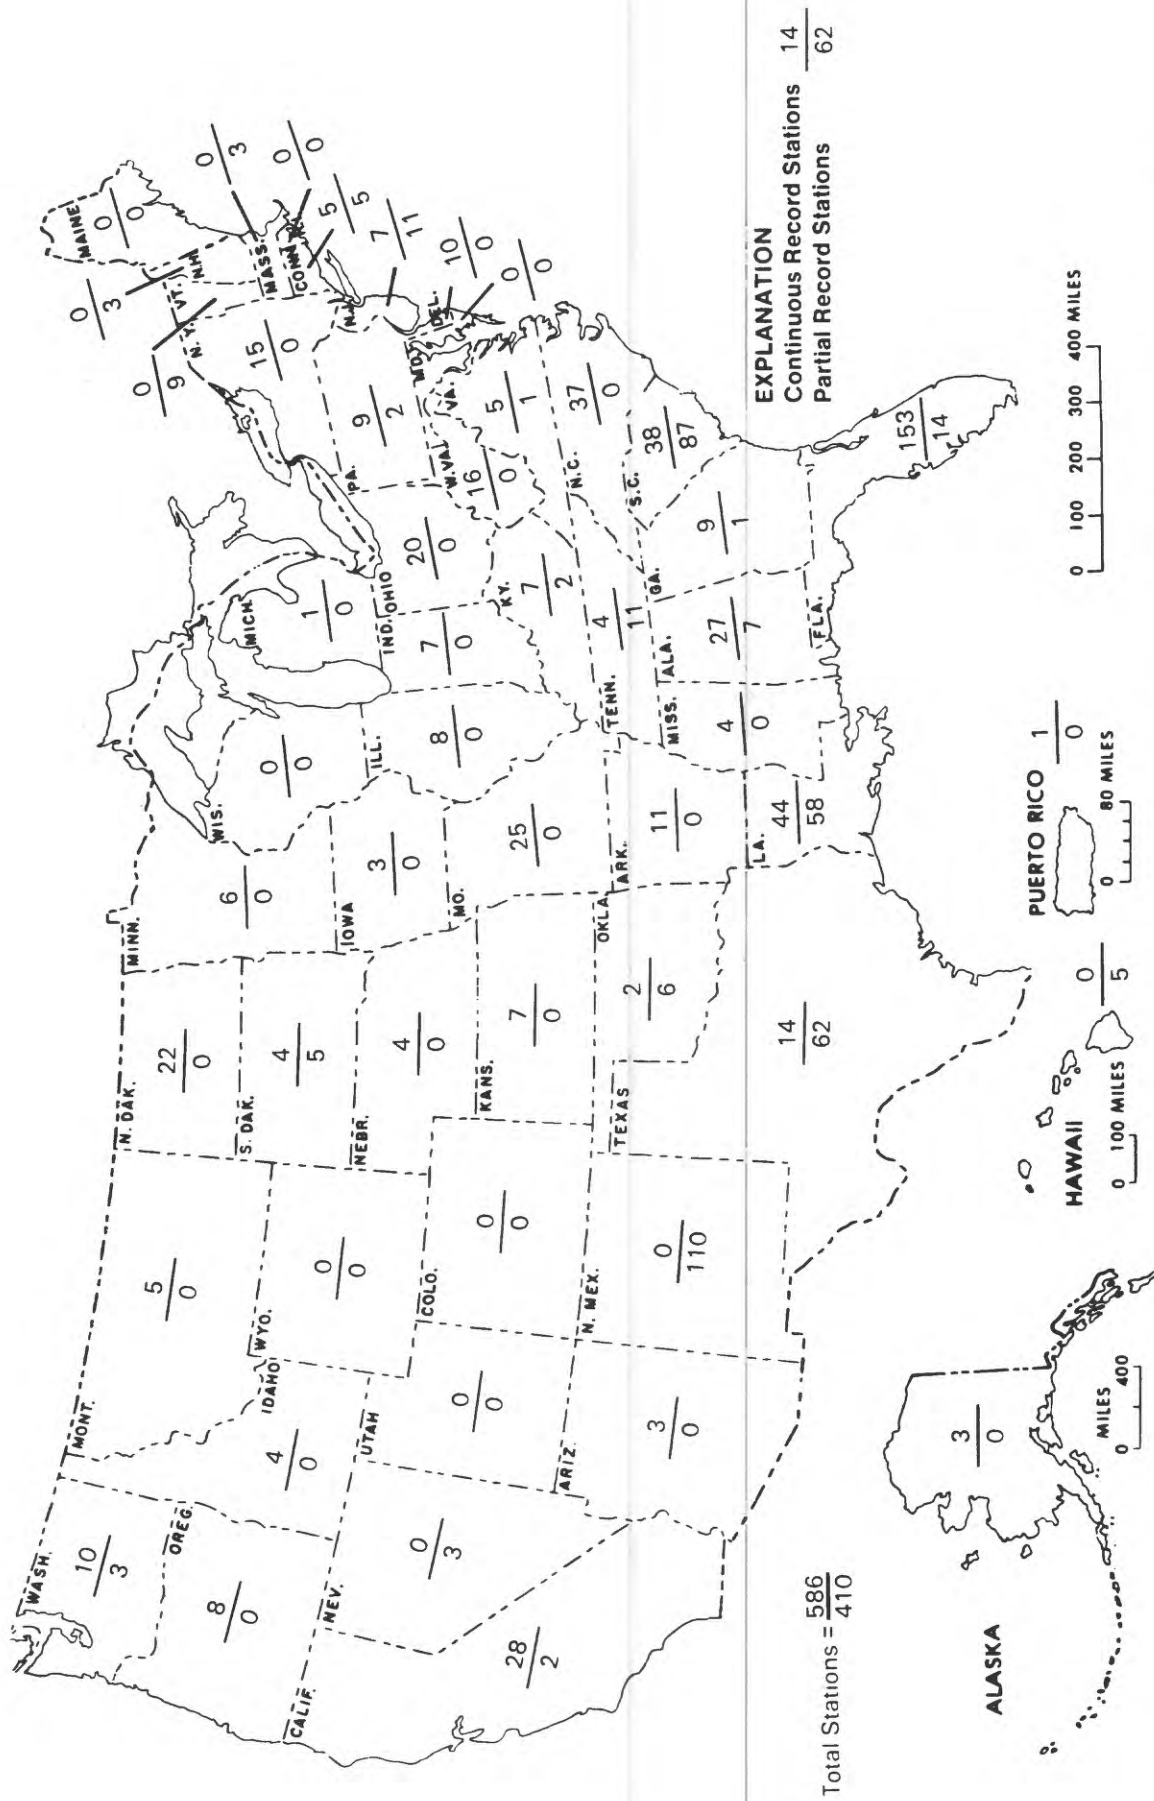 WASH.
10
3
OREG.
8
0
CALIF.
28
2
NEV.
0
3
IDAHO
4
0
MONT.
5
0
WYO.
0
0
UTAH
0
0
COLO.
0
0
ARIZ.
3
0
N. MEX.
0
110
N. DAK.
22
0
S. DAK.
4
5
NEBR.
4
0
KANS.
7
0
OKLA.
2
6
TEXAS
14
62
MINN.
6
0
IOWA
3
0
MO.
25
0
ARK.
11
0
LA.
44
58
WIS.
0
0
ILL.
8
0
MICH.
1
0
IND.
7
0
OHIO
20
0
KY.
7
2
TENN.
4
11
MISS.
4
0
ALA.
27
7
GA.
9
1
FLA.
153
14
S.C.
38
87
N.C.
37
0
VA.
5
1
W.VA.
16
0
PA.
9
2
MD.
DEL.
N.J.
N.Y.
15
0
VT.
N.H.
MAINE
0
0
MASS.
CONN.
R.I.
0
9
0
3
0
3
0
0
5
5
7
11
10
0
0
0
EXPLANATION
Continuous Record Stations 14
Partial Record Stations 62
0 100 200 300 400 MILES
Total Stations = 586
410
ALASKA
3
0
MILES
0 400
HAWAII
0
5
0 100 MILES
PUERTO RICO
1
0
0 80 MILES